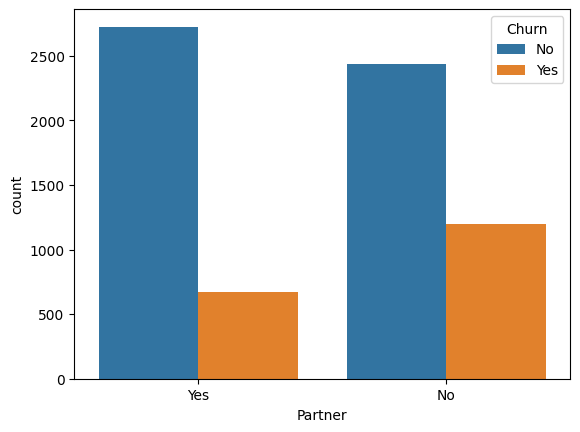 Churn
No
Yes
2500
2000
1500
1000
500
0
count
Yes No
Partner